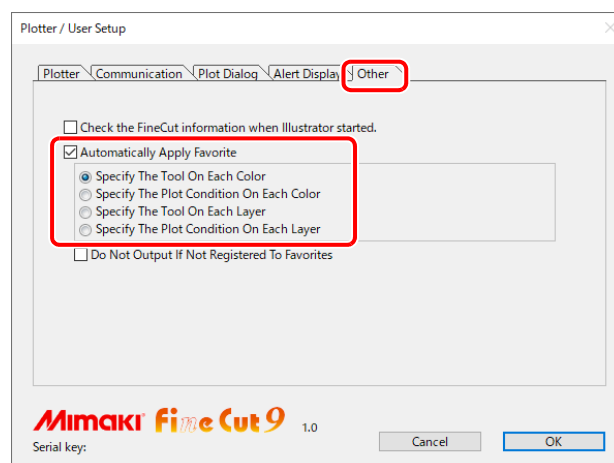 Plotter / User Setup
Plotter Communication Plot Dialog Alert Display Other
Check the FineCut information when Illustrator started.
Automatically Apply Favorite
Specify The Tool On Each Color
Specify The Plot Condition On Each Color
Specify The Tool On Each Layer
Specify The Plot Condition On Each Layer
Do Not Output If Not Registered To Favorites
Mimaki Fine Cut 9 1.0
Serial key:
Cancel OK